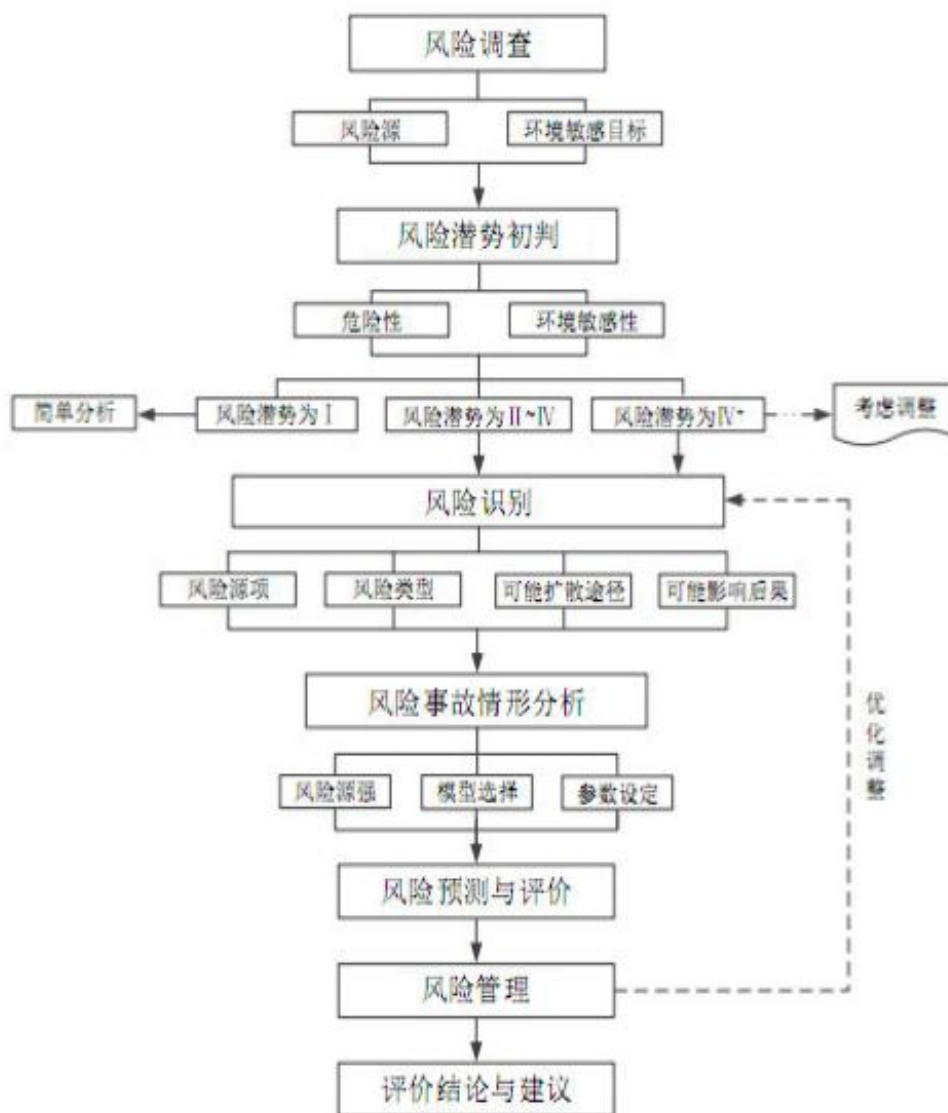 风险调查
风险源
环境敏感目标
风险潜势初判
危险性
环境敏感性
简单分析
风险潜势为Ⅰ
风险潜势为Ⅱ~Ⅳ
风险潜势为Ⅳ+
考虑调整
风险识别
风险源项
风险类型
可能扩散途径
可能影响后果
风险事故情形分析
风险源强
模型选择
参数设定
优化调整
风险预测与评价
风险管理
评价结论与建议